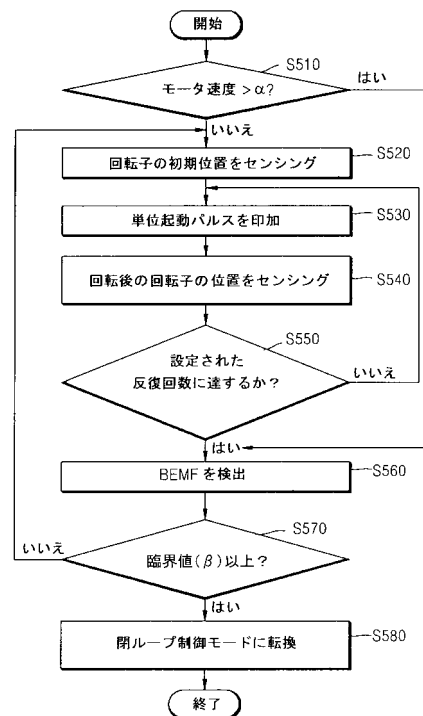 開始
S510
モータ速度 >α?
はい
いいえ
回転子の初期位置をセンシング
S520
単位起動パルスを印加
S530
回転後の回転子の位置をセンシング
S540
S550
設定された
反復回数に達するか？
いいえ
はい
BEMF を検出
S560
S570
いいえ
臨界値(β)以上？
はい
閉ループ制御モードに転換
S580
終了